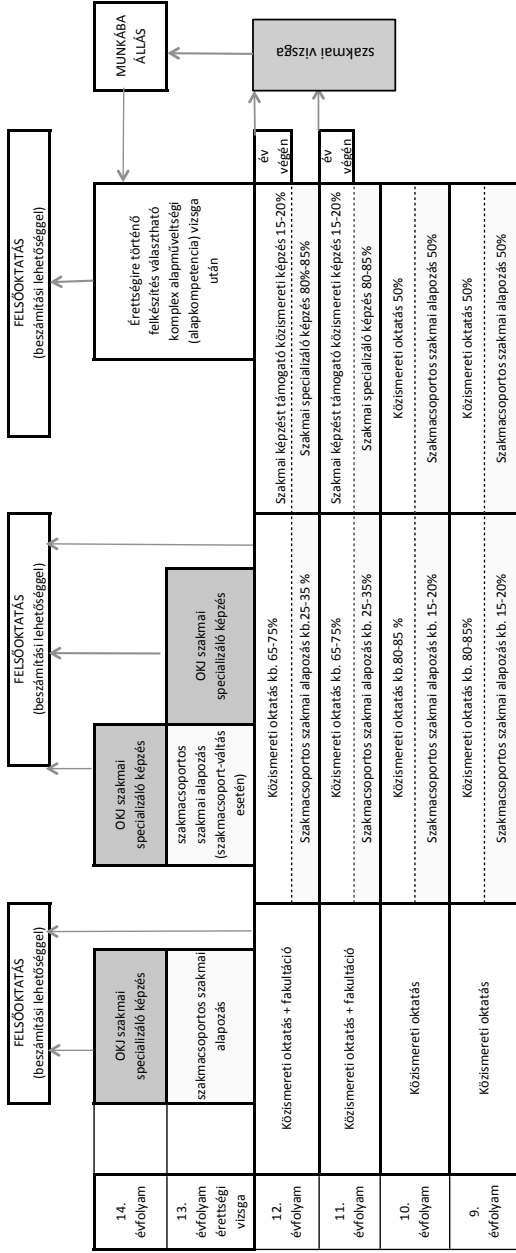 FELSŐOKTATÁS
(beszámítási lehetőséggel)
FELSŐOKTATÁS
(beszámítási lehetőséggel)
FELSŐOKTATÁS
(beszámítási lehetőséggel)
14.
évfolyam
OKJ szakmai
specializáló képzés
OKJ szakmai
specializáló képzés
Érettségire történő
felkészítés választható
komplex alapműveltségi
(alapkompetencia) vizsga
után
MUNKÁBA
ÁLLÁS
13.
évfolyam
érettségi
vizsga
szakmacsoportos szakmai
alapozás
szakmacsoportos
szakmai alapozás
(szakmacsoport-váltás
esetén)
OKJ szakmai
specializáló képzés
12.
évfolyam
Közismereti oktatás + fakultáció
Közismereti oktatás kb. 65-75%
Szakmacsoportos szakmai alapozás kb.25-35 %
Szakmai képzést támogató közismereti képzés 15-20%
Szakmai specializáló képzés 80%-85%
év
végén
szakmai vizsga
11.
évfolyam
Közismereti oktatás + fakultáció
Közismereti oktatás kb. 65-75%
Szakmacsoportos szakmai alapozás kb. 25-35%
Szakmai képzést támogató közismereti képzés 15-20%
Szakmai specializáló képzés 80-85%
év
végén
10.
évfolyam
Közismereti oktatás
Közismereti oktatás kb.80-85 %
Szakmacsoportos szakmai alapozás kb. 15-20%
Közismereti oktatás 50%
Szakmacsoportos szakmai alapozás 50%
9.
évfolyam
Közismereti oktatás
Közismereti oktatás kb. 80-85%
Szakmacsoportos szakmai alapozás kb. 15-20%
Közismereti oktatás 50%
Szakmacsoportos szakmai alapozás 50%